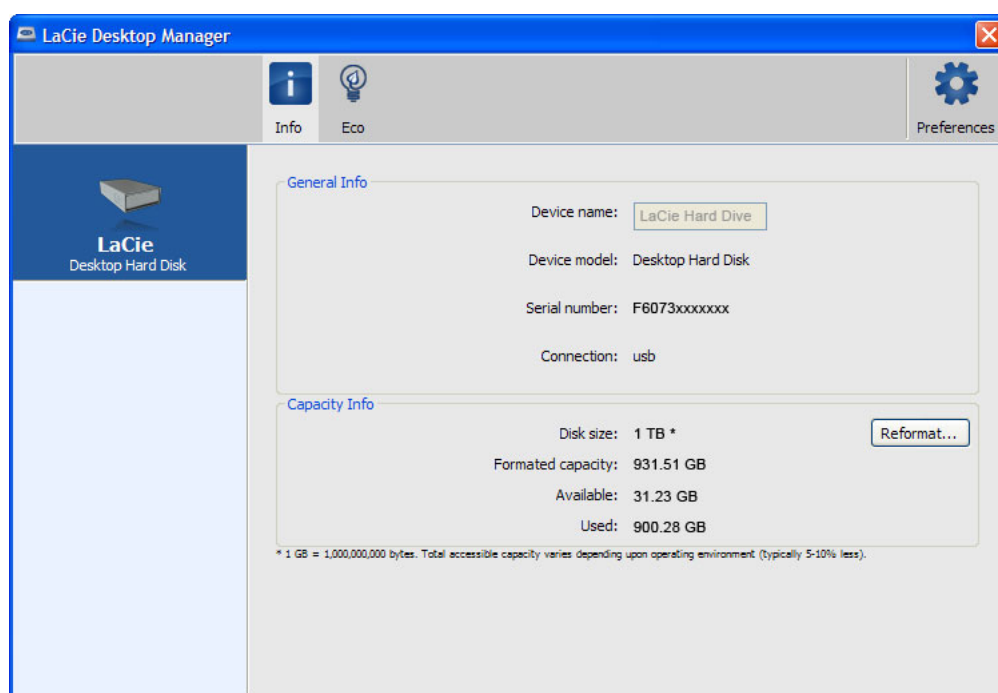 LaCie Desktop Manager
Info
Eco
Preferences
LaCie
Desktop Hard Disk
General Info
Device name: LaCie Hard Dive
Device model: Desktop Hard Disk
Serial number: F6073xxxxxxx
Connection: usb
Capacity Info
Disk size: 1 TB *
Reformat...
Formated capacity: 931.51 GB
Available: 31.23 GB
Used: 900.28 GB
* 1 GB = 1,000,000,000 bytes. Total accessible capacity varies depending upon operating environment (typically 5-10% less).